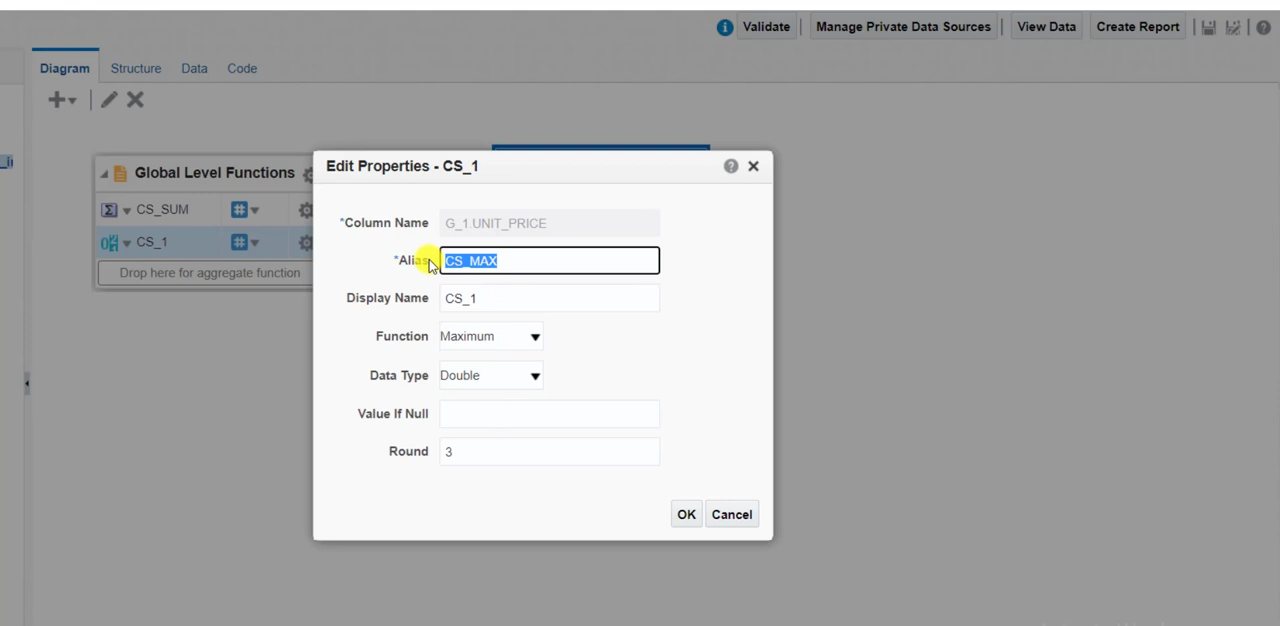 Validate
Manage Private Data Sources
View Data
Create Report
Diagram
Structure
Data
Code
Global Level Functions
CS_SUM
CS_1
Drop here for aggregate function
Edit Properties - CS_1
*Column Name G_1.UNIT_PRICE
*Alias CS_MAX
Display Name CS_1
Function Maximum
Data Type Double
Value If Null
Round 3
OK
Cancel